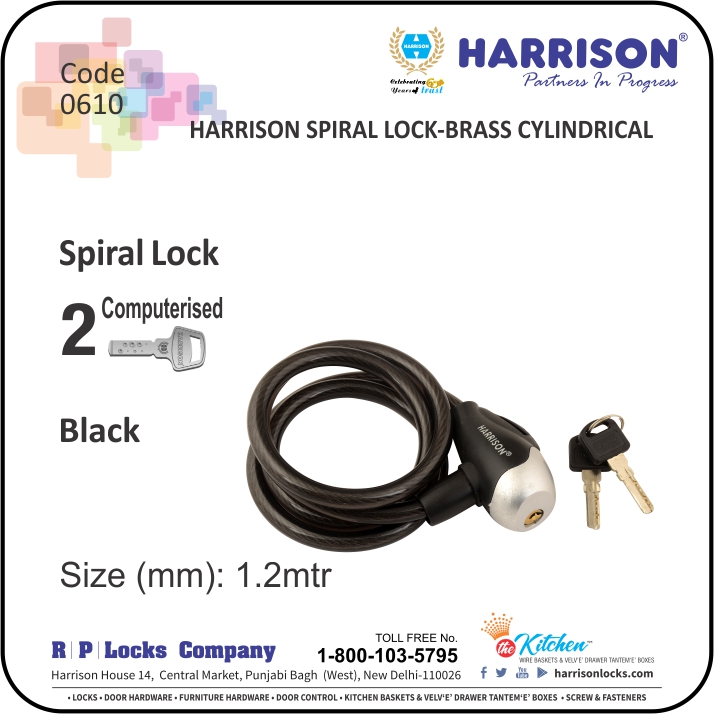 Code
0610
HARRISON
Celebrating
Years of trust
HARRISON®
Partners In Progress
HARRISON SPIRAL LOCK-BRASS CYLINDRICAL
Spiral Lock
2 Computerised
Black
HARRISON®
Size (mm): 1.2mtr
R|P|Locks Company
TOLL FREE No.
1-800-103-5795
Harrison House 14, Central Market, Punjabi Bagh (West), New Delhi-110026
the Kitchen™
WIRE BASKETS & VELV'E' DRAWER TANTEM'E' BOXES
harrisonlocks.com
• LOCKS • DOOR HARDWARE • FURNITURE HARDWARE • DOOR CONTROL • KITCHEN BASKETS & VELV‘E’ DRAWER TANTEM‘E’ BOXES • SCREW & FASTENERS